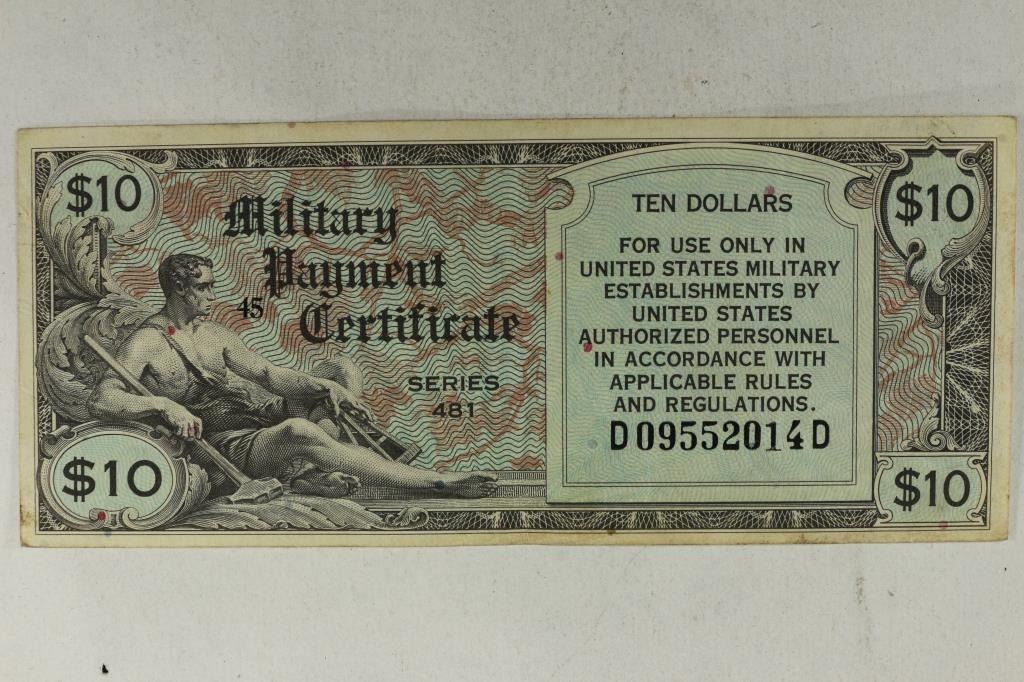 $10
Military
Payment
45 Certificate
SERIES
481
$10
TEN DOLLARS
FOR USE ONLY IN
UNITED STATES MILITARY
ESTABLISHMENTS BY
UNITED STATES
AUTHORIZED PERSONNEL
IN ACCORDANCE WITH
APPLICABLE RULES
AND REGULATIONS.
D09552014D
$10
$10